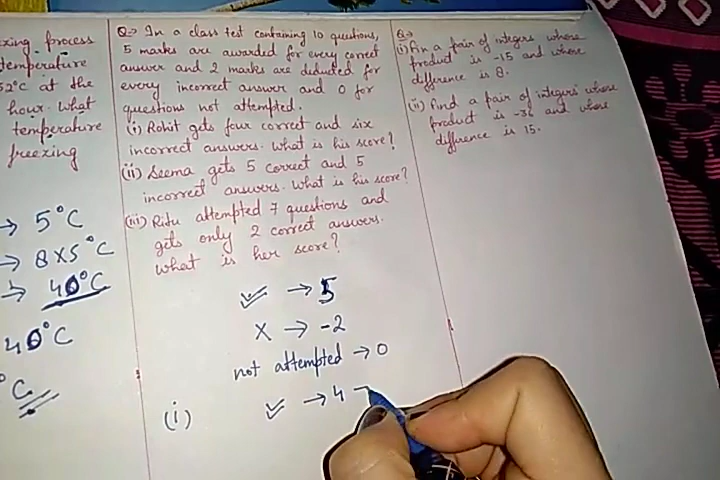 xing process
temperature
52°C at the
hour. What
temperature
freezing
→ 5°C
→ 8×5°C
→ 40°C
40°C
°C
Q→ In a class test containing 10 questions,
5 marks are awarded for every correct
answer and 2 marks are deducted for
every incorrect answer and 0 for
questions not attempted.
(i) Rohit gets four correct and six
incorrect answers. What is his score?
(ii) Seema gets 5 correct and 5
incorrect answers. What is his score?
(iii) Ritu attempted 7 questions and
gets only 2 correct answers.
What is her score?
✓ → 5
× → -2
not attempted → 0
(i) ✓ → 4
Q→
(i) Find a pair of integers whose
product is -15 and whose
difference is 8.
(ii) Find a pair of integers whose
product is -36 and whose
difference is 15.